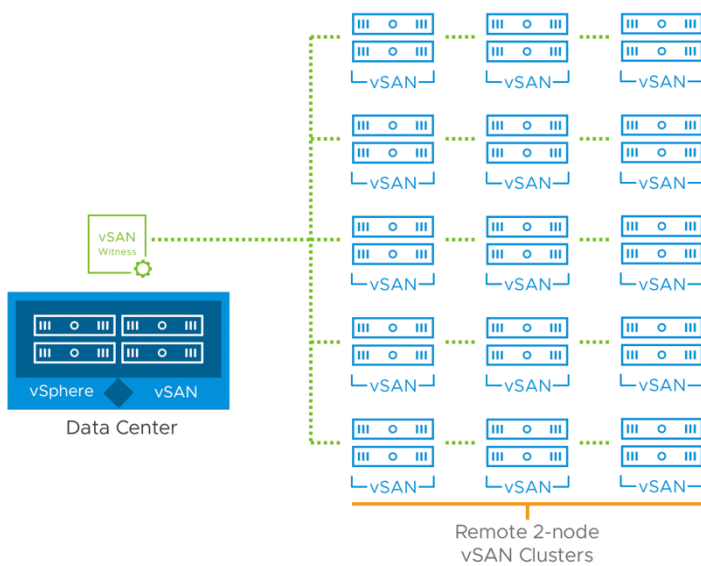 vSAN vSAN vSAN
vSAN vSAN vSAN
vSAN
Witness
vSAN vSAN vSAN
vSAN vSAN vSAN
vSphere vSAN
Data Center
vSAN vSAN vSAN
Remote 2-node
vSAN Clusters